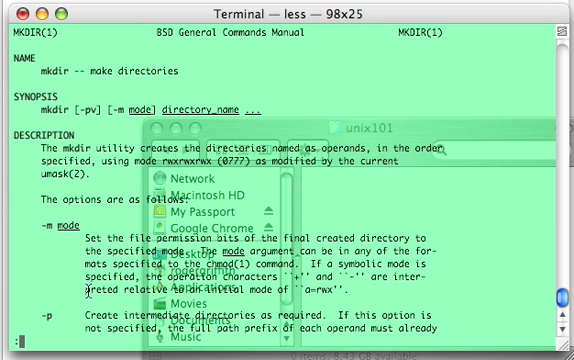 Terminal — less — 98x25
MKDIR(1) BSD General Commands Manual MKDIR(1)
NAME
mkdir -- make directories
SYNOPSIS
mkdir [-pv] [-m mode] directory_name ...
DESCRIPTION
The mkdir utility creates the directories named as operands, in the order
specified, using mode rwxrwxrwx (0777) as modified by the current
umask(2).
The options are as follows:
-m mode
Set the file permission bits of the final created directory to
the specified mode. The mode argument can be in any of the for-
mats specified to the chmod(1) command. If a symbolic mode is
specified, the operation characters ``+'' and ``-'' are inter-
preted relative to an initial mode of ``a=rwx''.
-p Create intermediate directories as required. If this option is
not specified, the full path prefix of each operand must already
:
unix101
Network
Macintosh HD
My Passport
Google Chrome
Desktop
Applications
Movies
Documents
Music
0 items, 8.43 GB available